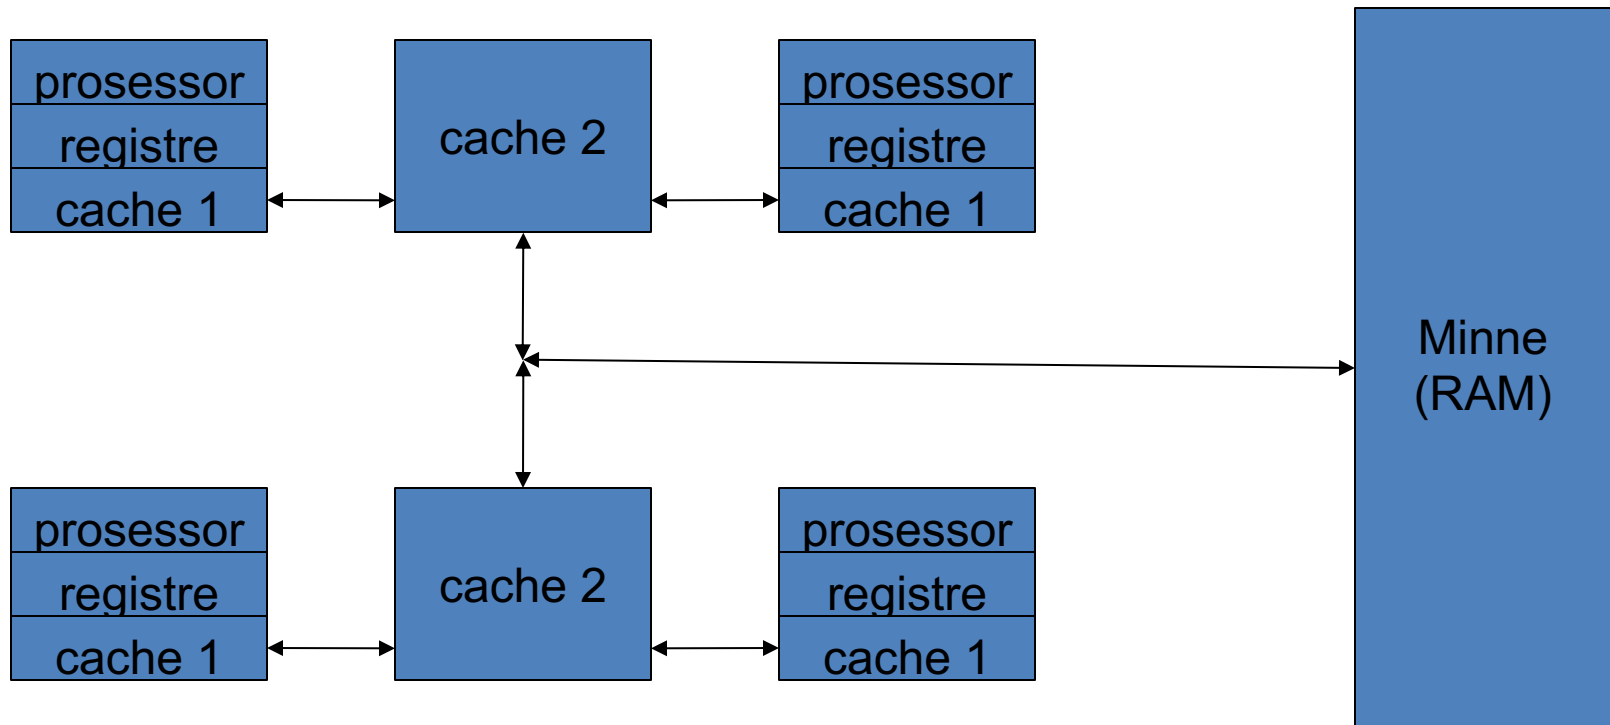 prosessor
registre
cache 1
cache 2
prosessor
registre
cache 1
Minne
(RAM)
prosessor
registre
cache 1
cache 2
prosessor
registre
cache 1